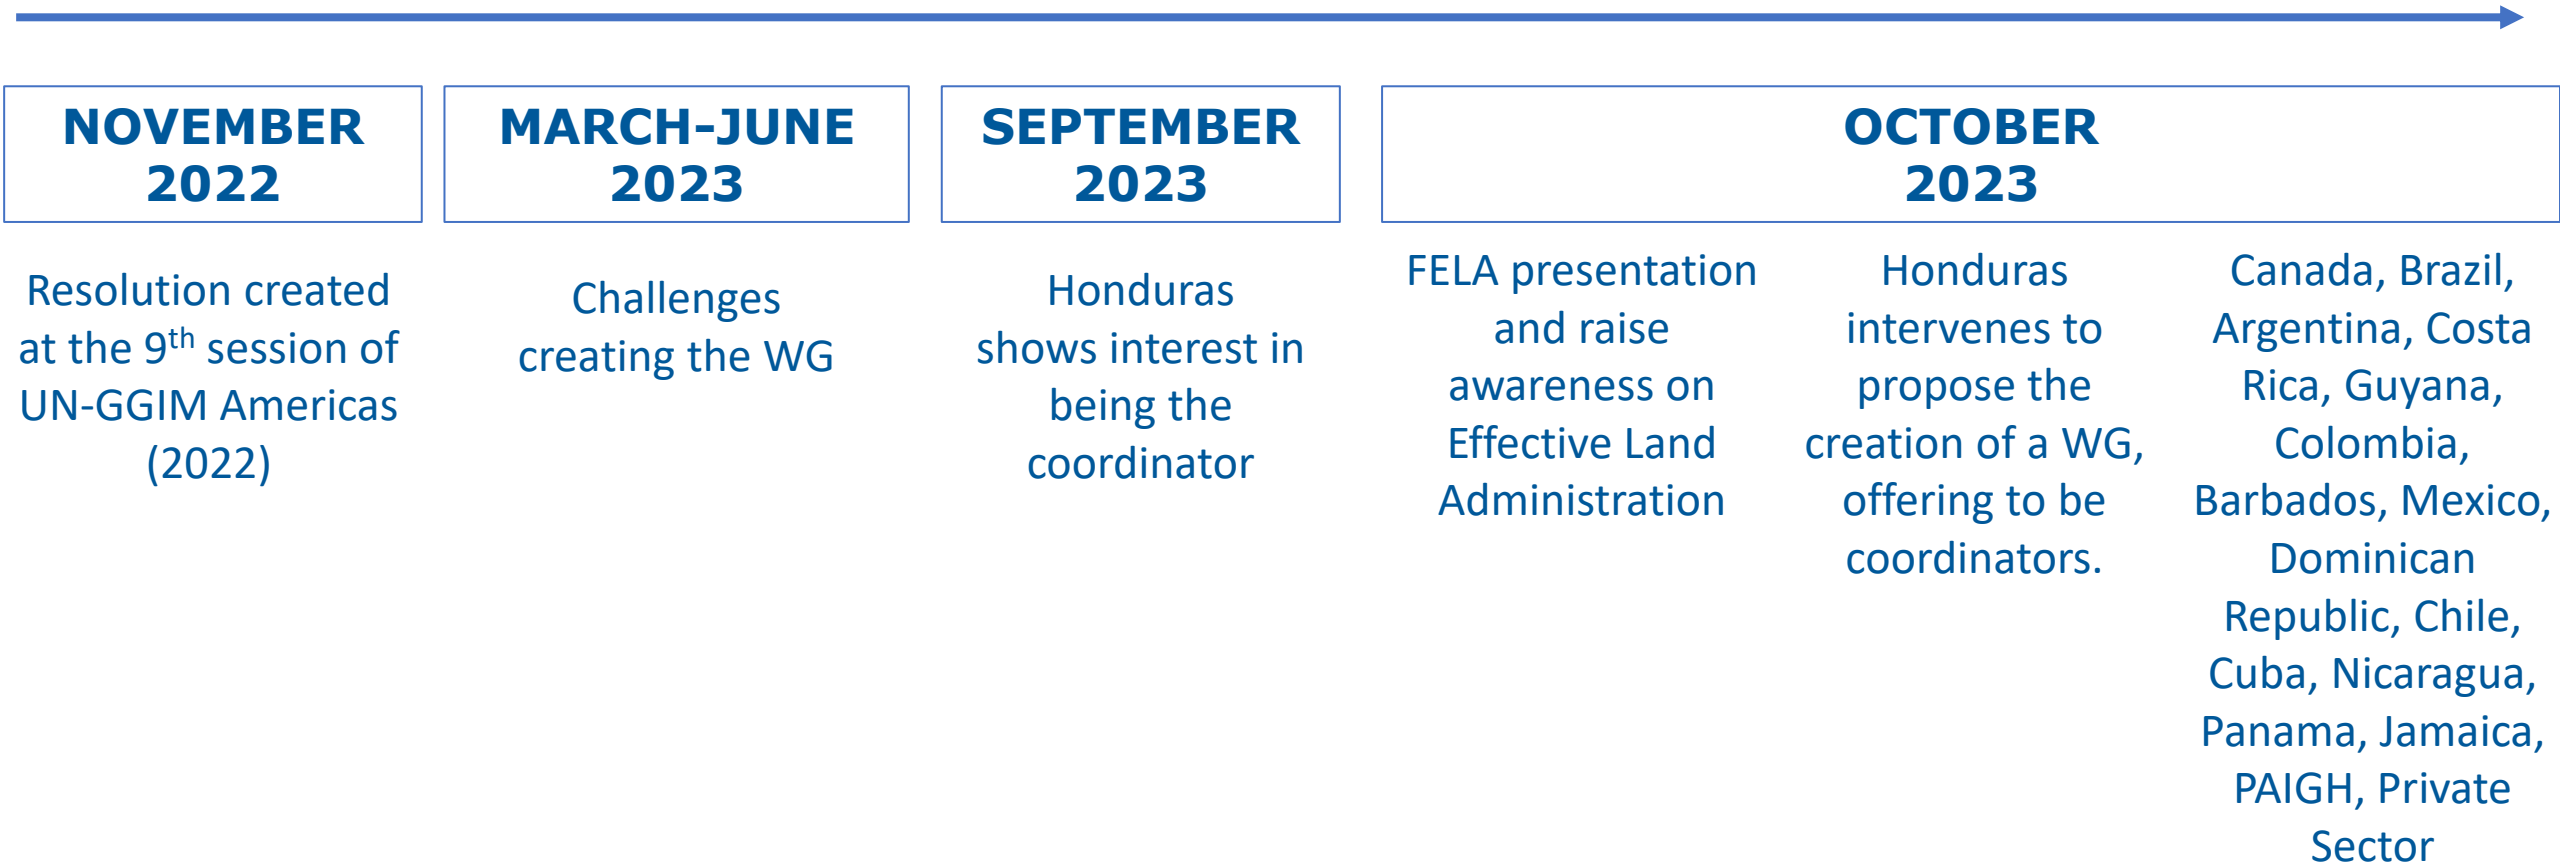 NOVEMBER
2022
Resolution created
at the 9th session of
UN-GGIM Americas
(2022)
MARCH-JUNE
2023
Challenges
creating the WG
SEPTEMBER
2023
Honduras
shows interest in
being the
coordinator
OCTOBER
2023
FELA presentation
and raise
awareness on
Effective Land
Administration
Honduras
intervenes to
propose the
creation of a WG,
offering to be
coordinators.
Canada, Brazil,
Argentina, Costa
Rica, Guyana,
Colombia,
Barbados, Mexico,
Dominican
Republic, Chile,
Cuba, Nicaragua,
Panama, Jamaica,
PAIGH, Private
Sector